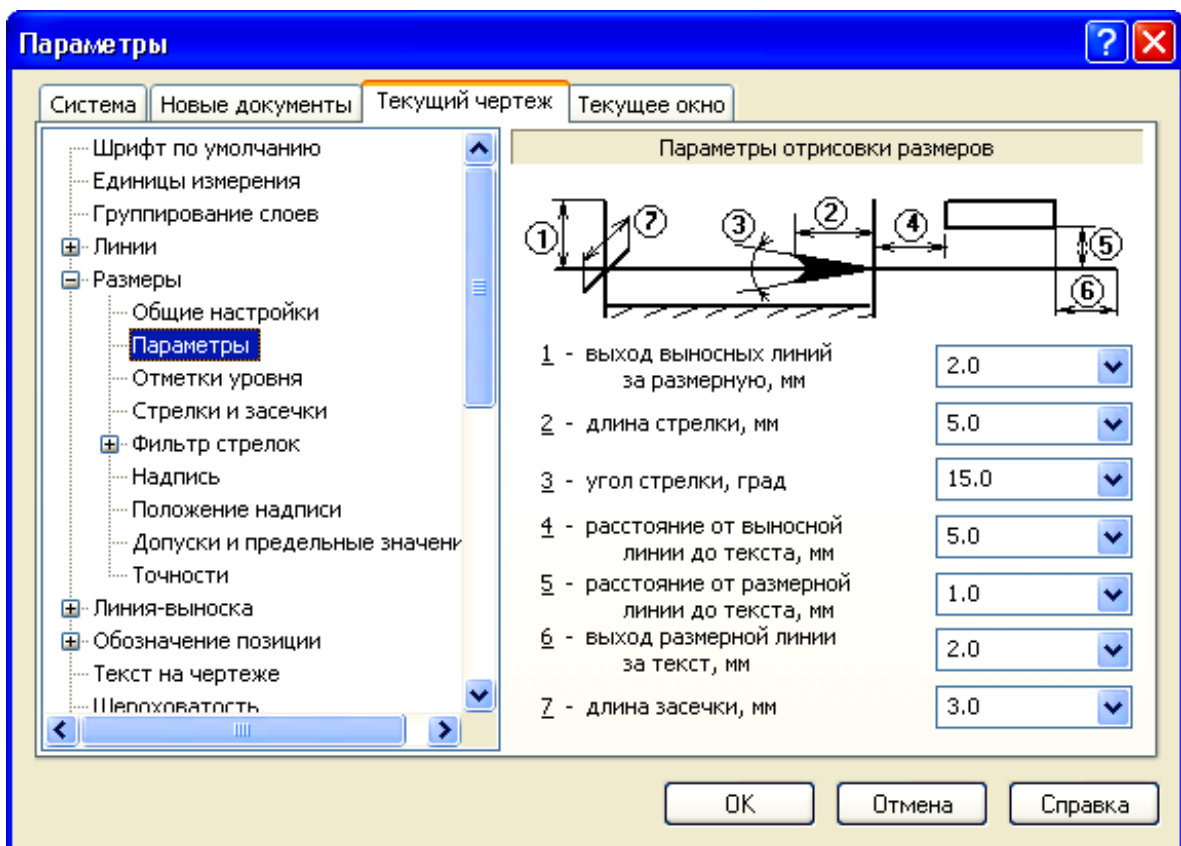 Параметры
Система
Новые документы
Текущий чертеж
Текущее окно
Шрифт по умолчанию
Единицы измерения
Группирование слоев
Линии
Размеры
Общие настройки
Параметры
Отметки уровня
Стрелки и засечки
Фильтр стрелок
Надпись
Положение надписи
Допуски и предельные значени
Точности
Линия-выноска
Обозначение позиции
Текст на чертеже
Шероховатость
Параметры отрисовки размеров
1
7
3
2
4
5
6
1 - выход выносных линий
за размерную, мм
2.0
2 - длина стрелки, мм
5.0
3 - угол стрелки, град
15.0
4 - расстояние от выносной
линии до текста, мм
5.0
5 - расстояние от размерной
линии до текста, мм
1.0
6 - выход размерной линии
за текст, мм
2.0
7 - длина засечки, мм
3.0
OK
Отмена
Справка